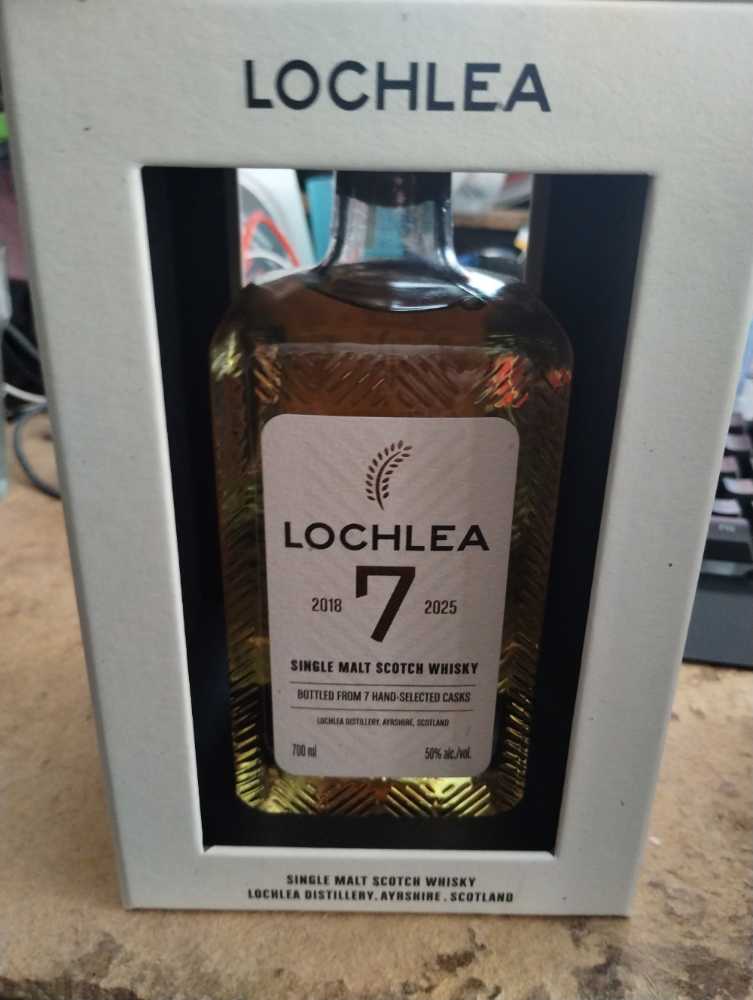 LOCHLEA
LOCHLEA
2018 7 2025
SINGLE MALT SCOTCH WHISKY
BOTTLED FROM 7 HAND-SELECTED CASKS
LOCHLEA DISTILLERY, AYRSHIRE, SCOTLAND
700 ml 50% alc./vol.
SINGLE MALT SCOTCH WHISKY
LOCHLEA DISTILLERY. AYRSHIRE. SCOTLAND